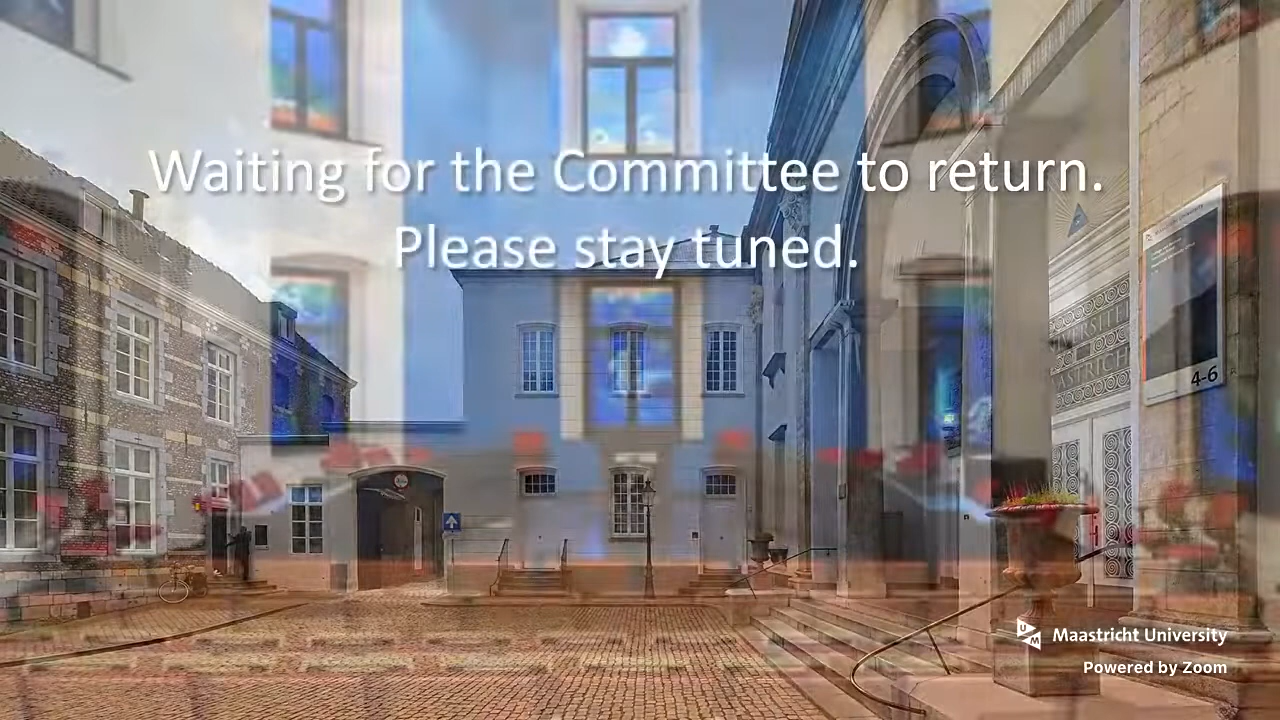 Waiting for the Committee to return.
Please stay tuned.
4-6
Maastricht University
Powered by Zoom